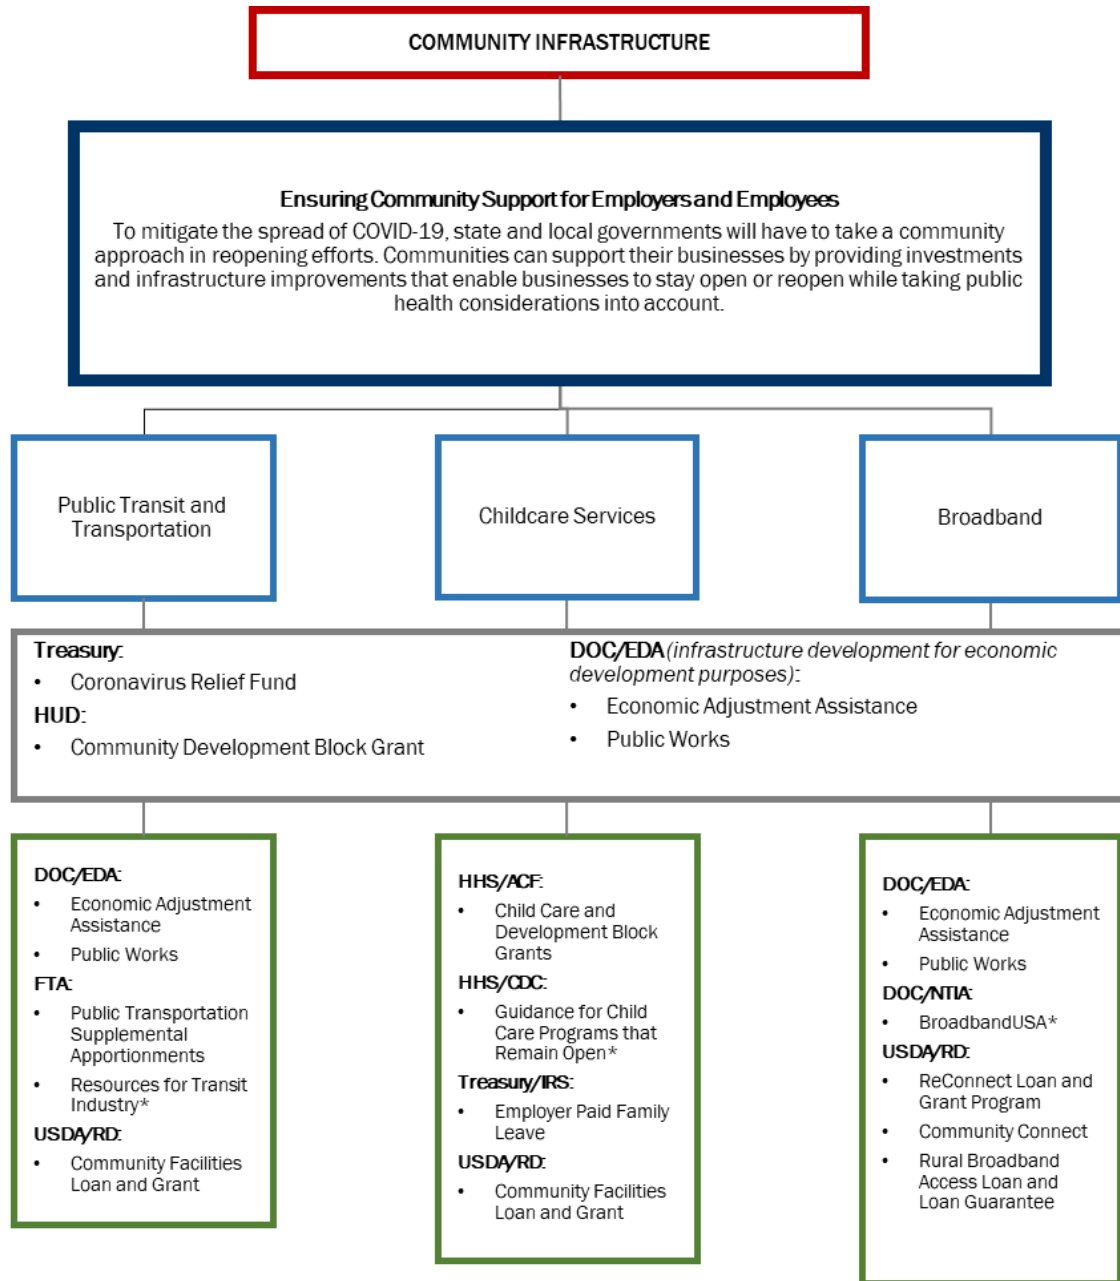 COMMUNITY INFRASTRUCTURE
Ensuring Community Support for Employers and Employees
To mitigate the spread of COVID-19, state and local governments will have to take a community
approach in reopening efforts. Communities can support their businesses by providing investments
and infrastructure improvements that enable businesses to stay open or reopen while taking public
health considerations into account.
Public Transit and
Transportation
Childcare Services
Broadband
Treasury:
• Coronavirus Relief Fund
HUD:
• Community Development Block Grant
DOC/EDA (infrastructure development for economic
development purposes):
• Economic Adjustment Assistance
• Public Works
DOC/EDA:
• Economic Adjustment
Assistance
• Public Works
FTA:
• Public Transportation
Supplemental
Apportionments
• Resources for Transit
Industry*
USDA/RD:
• Community Facilities
Loan and Grant
HHS/ACF:
• Child Care and
Development Block
Grants
HHS/CDC:
• Guidance for Child
Care Programs that
Remain Open*
Treasury/IRS:
• Employer Paid Family
Leave
USDA/RD:
• Community Facilities
Loan and Grant
DOC/EDA:
• Economic Adjustment
Assistance
• Public Works
DOC/NTIA:
• BroadbandUSA*
USDA/RD:
• ReConnect Loan and
Grant Program
• Community Connect
• Rural Broadband
Access Loan and
Loan Guarantee